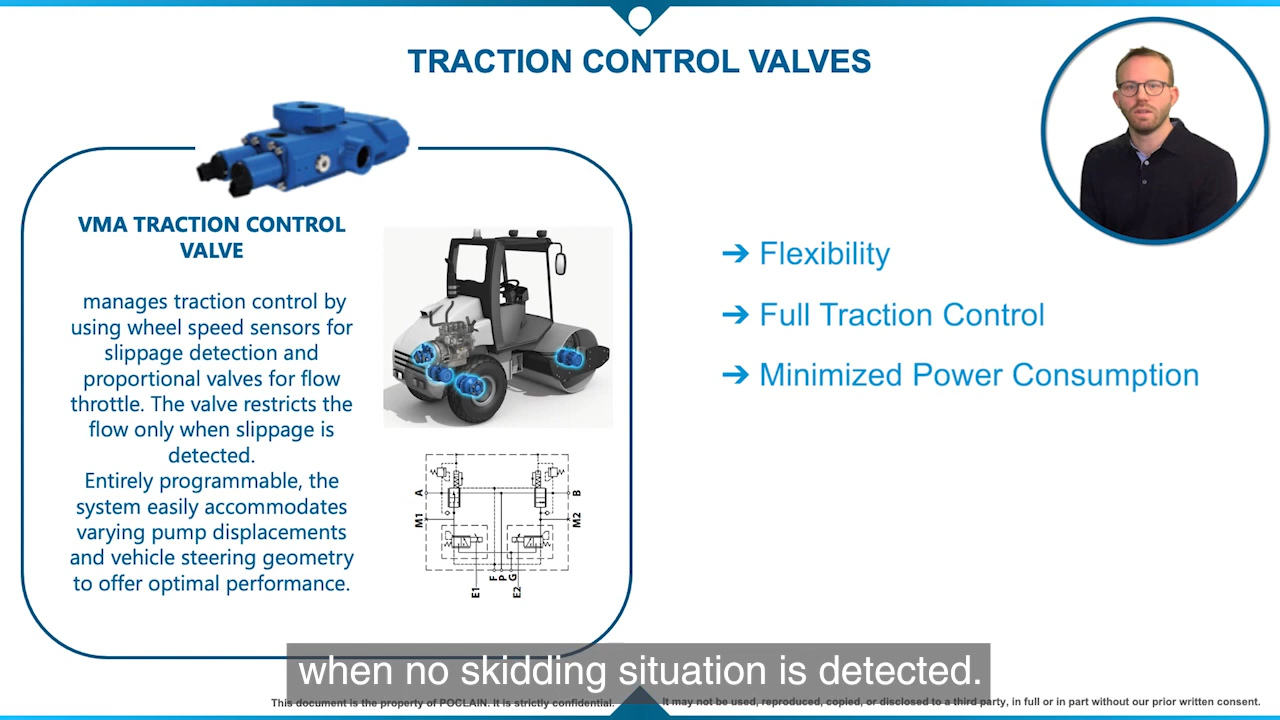 TRACTION CONTROL VALVES
VMA TRACTION CONTROL
VALVE
manages traction control by
using wheel speed sensors for
slippage detection and
proportional valves for flow
throttle. The valve restricts the
flow only when slippage is
detected.
Entirely programmable, the
system easily accommodates
varying pump displacements
and vehicle steering geometry
to offer optimal performance.
A
B
M1
M2
F
P
G
E1
E2
➔ Flexibility
➔ Full Traction Control
➔ Minimized Power Consumption
when no skidding situation is detected.
This document is the property of POCLAIN. It is strictly confidential.
It may not be used, reproduced, copied, or disclosed to a third party, in full or in part without our prior written consent.